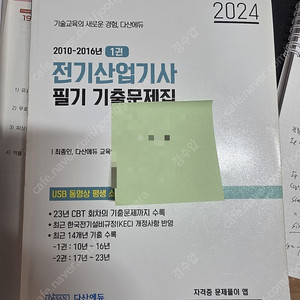 2024
기술교육의 새로운 경험, 다산에듀
2010-2016년 1권
전기산업기사
필기 기출문제집
| 최종인, 다산에듀 교육
USB 동영상 평생 소
• 23년 CBT 회차의 기출문제까지 수록
• 최근 한국전기설비규정(KEC) 개정사항 반영
• 최근 14개년 기출 수록
-1권 : 10년 - 16년
-2권 : 17년 - 23년
다산에듀
자격증 문제풀이 앱